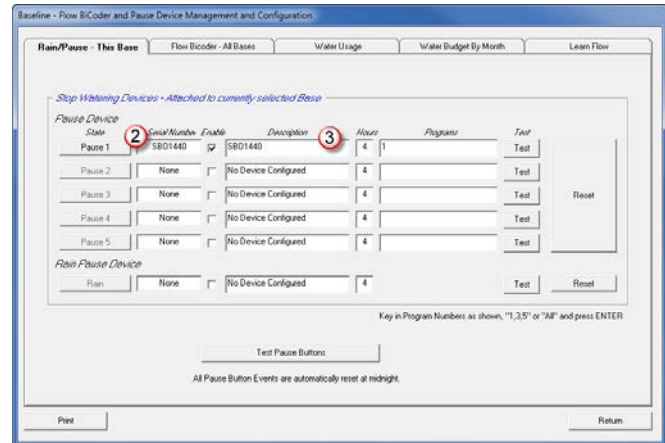 Baseline - Flow BiCoder and Pause Device Management and Configuration
Rain/Pause - This Base Flow Bicoder - All Bases Water Usage Water Budget By Month Learn Flow
Stop Watering Devices - Attached to currently selected Base
Pause Device
State Serial Number Enable Description Hours Programs Test
2 3
Pause 1 SB01440 SB01440 4 1 Test
Pause 2 None No Device Configured 4 Test
Pause 3 None No Device Configured 4 Test Reset
Pause 4 None No Device Configured 4 Test
Pause 5 None No Device Configured 4 Test
Rain Pause Device
Rain None No Device Configured 4 Test Reset
Key in Program Numbers as shown, "1,3,5" or "All" and press ENTER
Test Pause Buttons
All Pause Button Events are automatically reset at midnight.
Print Return